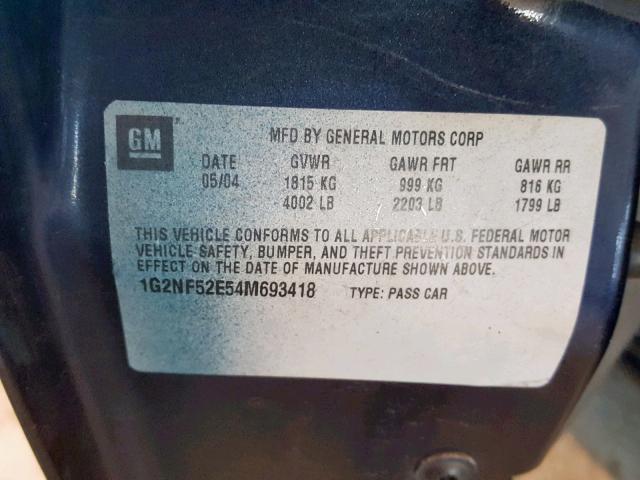 GM
MFD BY GENERAL MOTORS CORP
DATE GVWR GAWR FRT GAWR RR
05/04 1815 KG 999 KG 816 KG
4002 LB 2203 LB 1799 LB
THIS VEHICLE CONFORMS TO ALL APPLICABLE U.S. FEDERAL MOTOR
VEHICLE SAFETY, BUMPER, AND THEFT PREVENTION STANDARDS IN
EFFECT ON THE DATE OF MANUFACTURE SHOWN ABOVE.
1G2NF52E54M693418 TYPE: PASS CAR